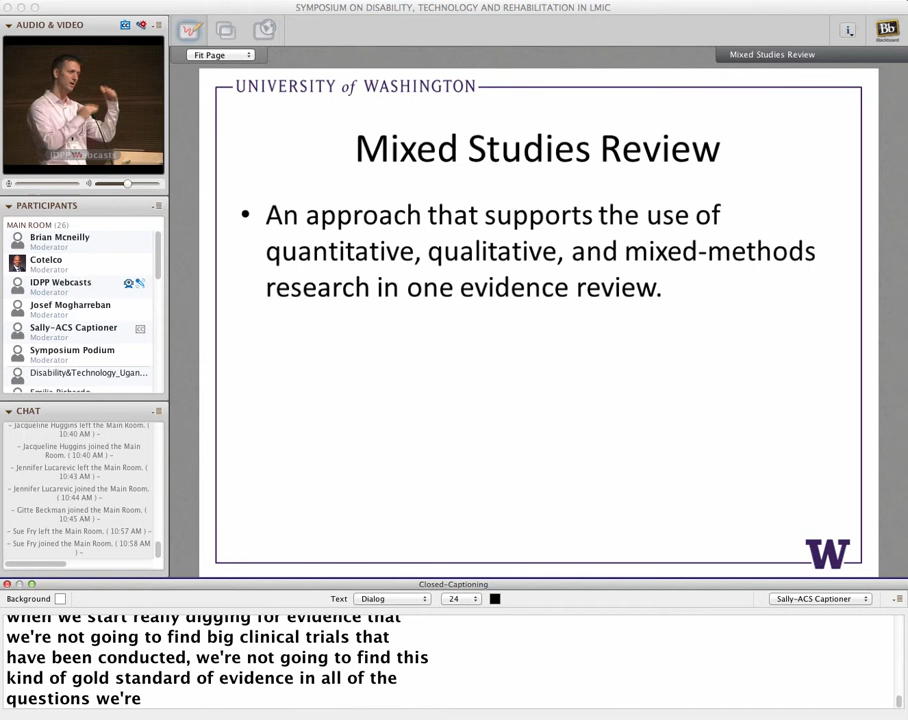 SYMPOSIUM ON DISABILITY, TECHNOLOGY AND REHABILITATION IN LMIC
AUDIO & VIDEO
IDPP Webcasts
PARTICIPANTS
MAIN ROOM (26)
Brian Mcneilly
Moderator
Cotelco
Moderator
IDPP Webcasts
Moderator
Josef Mogharreban
Moderator
Sally-ACS Captioner
Moderator
Symposium Podium
Moderator
Disability&Technology_Ugan...
CHAT
– Jacqueline Huggins left the Main Room. (
10:40 AM ) –
– Jacqueline Huggins joined the Main
Room. ( 10:40 AM ) –
– Jennifer Lucarevic left the Main Room. (
10:43 AM ) –
– Jennifer Lucarevic joined the Main Room.
( 10:44 AM ) –
– Gitte Beckman joined the Main Room. (
10:45 AM ) –
– Sue Fry left the Main Room. ( 10:57 AM ) –
– Sue Fry joined the Main Room. ( 10:58 AM
) –
Fit Page
Bb
Blackboard
Mixed Studies Review
UNIVERSITY of WASHINGTON
Mixed Studies Review
• An approach that supports the use of
quantitative, qualitative, and mixed-methods
research in one evidence review.
W
Closed-Captioning
Background
Text
Dialog
24
Sally-ACS Captioner
when we start really digging for evidence that
we're not going to find big clinical trials that
have been conducted, we're not going to find this
kind of gold standard of evidence in all of the
questions we're